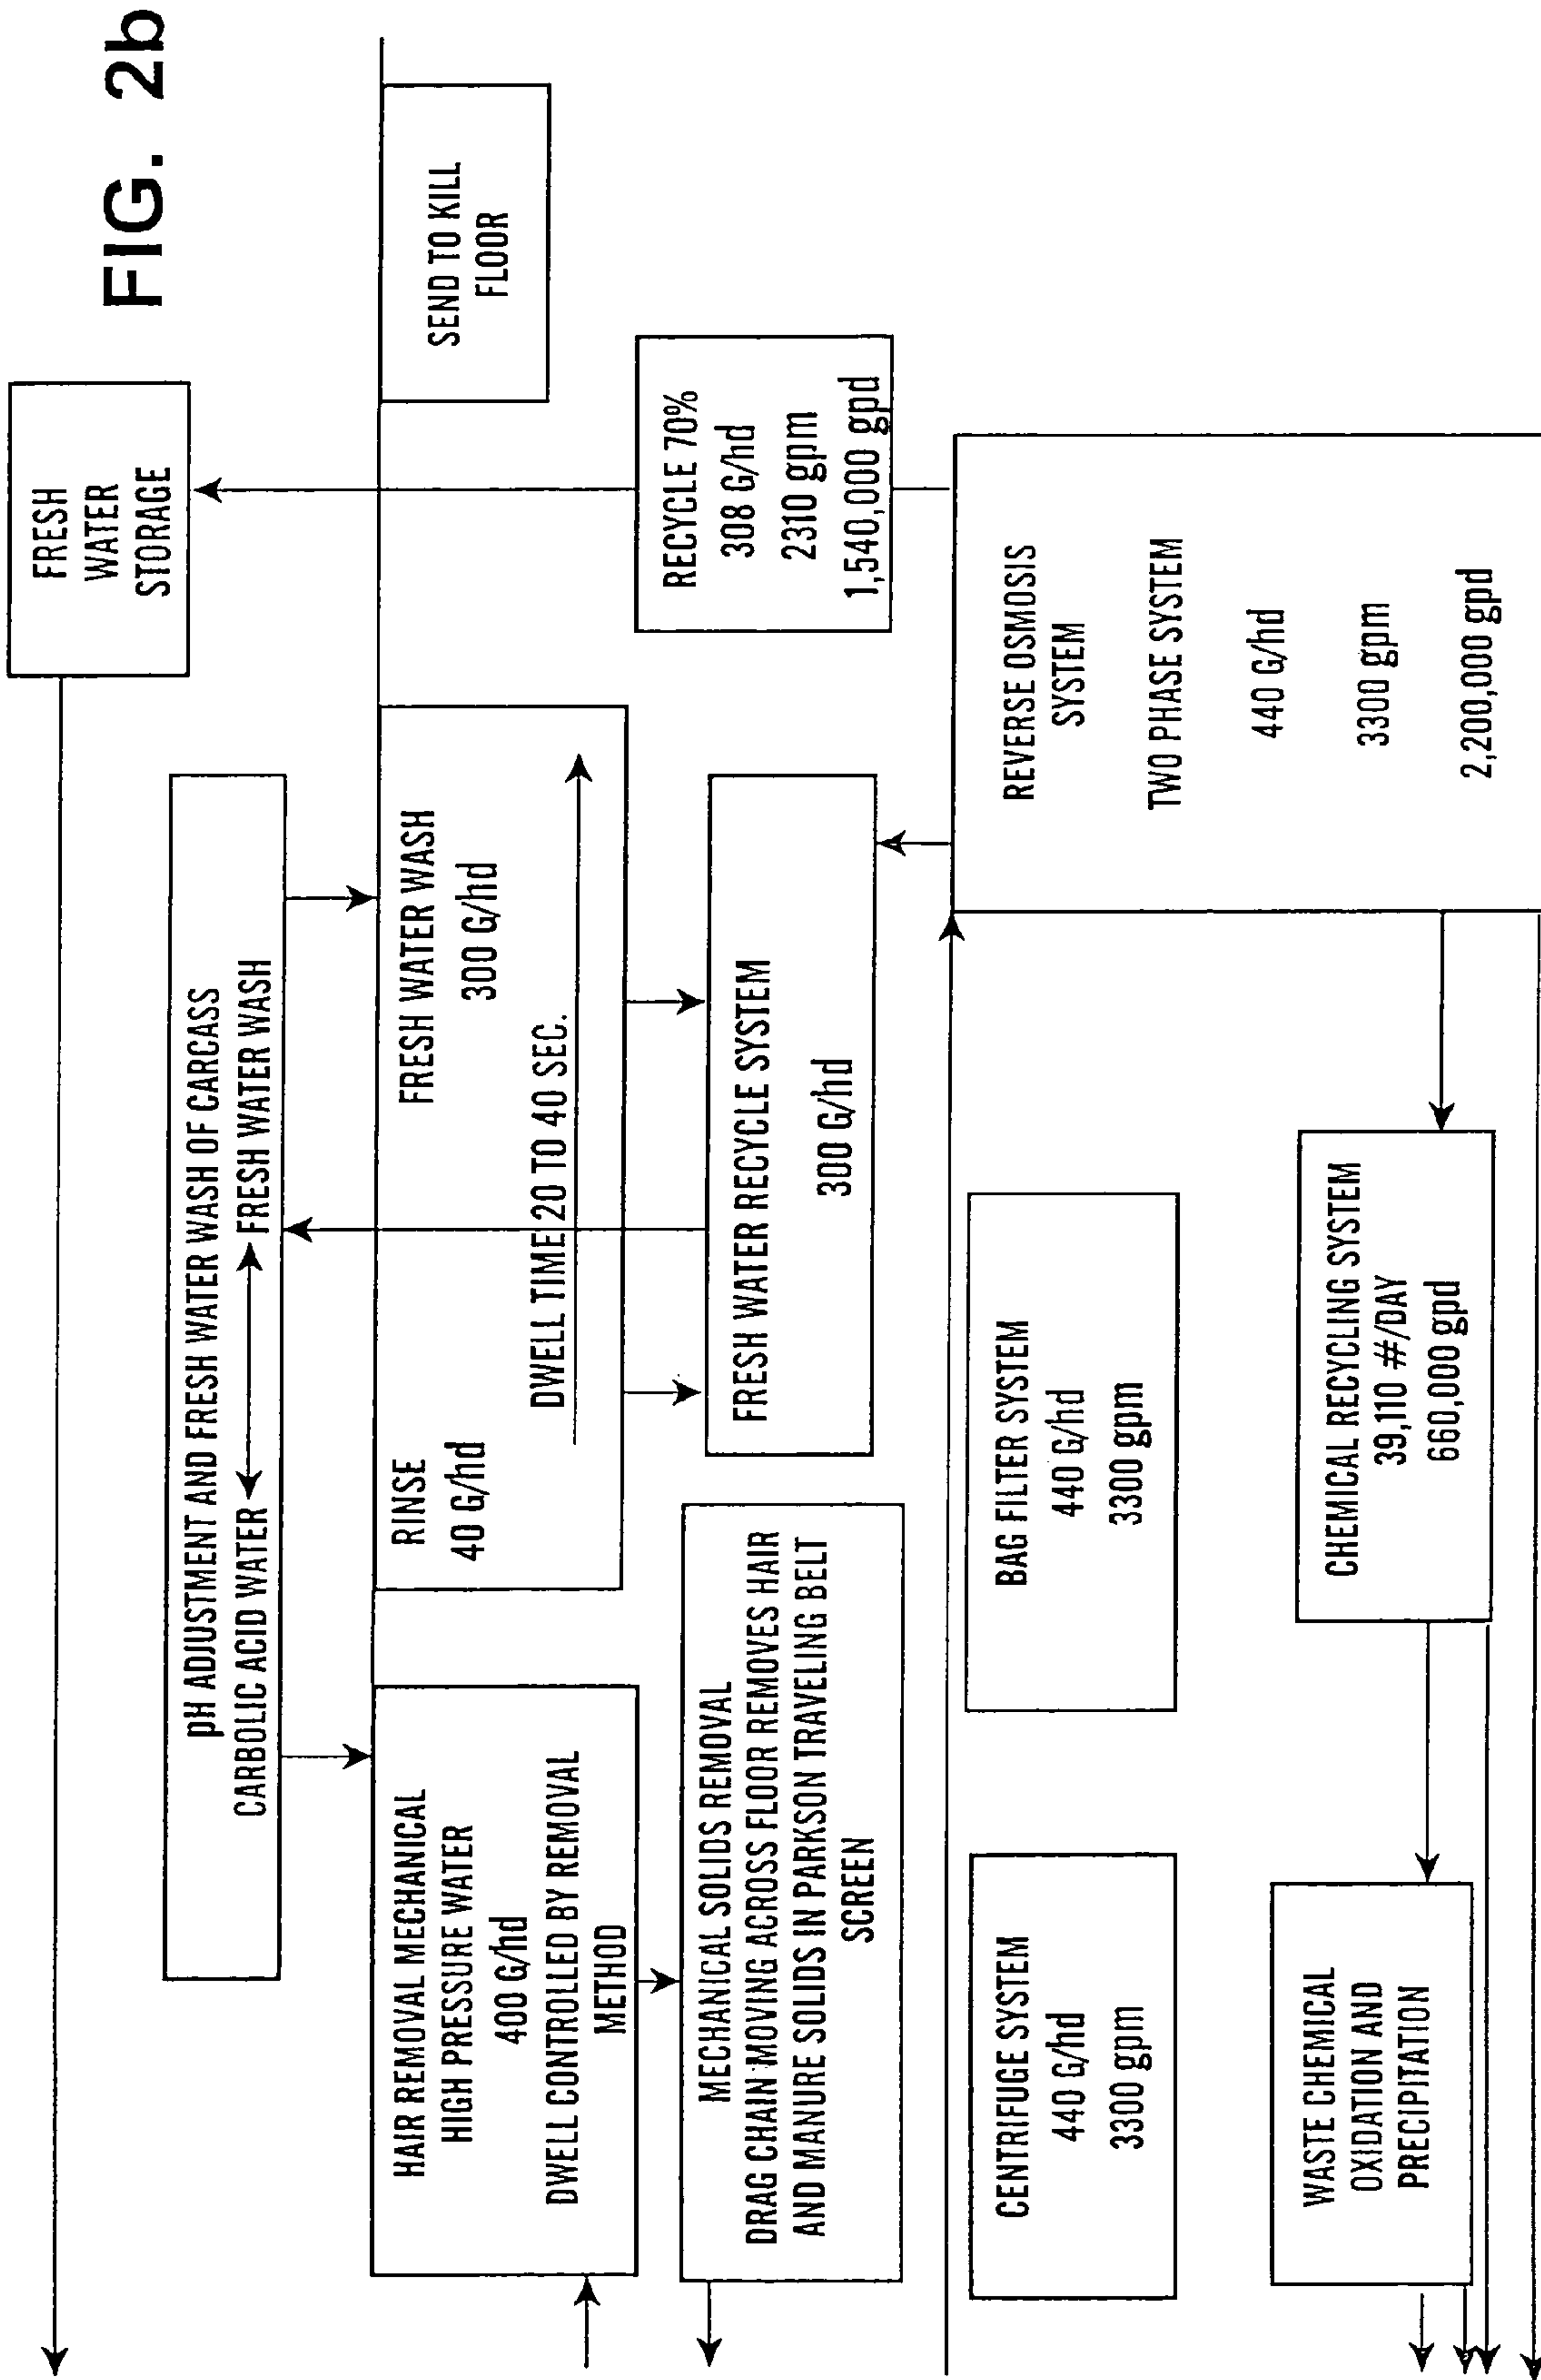 FIG. 2b
FRESH
WATER
STORAGE
pH ADJUSTMENT AND FRESH WATER WASH OF CARCASS
CARBOLIC ACID WATER
FRESH WATER WASH
HAIR REMOVAL MECHANICAL
HIGH PRESSURE WATER
400 G/hd
DWELL CONTROLLED BY REMOVAL
METHOD
RINSE
40 G/hd
FRESH WATER WASH
300 G/hd
DWELL TIME 20 TO 40 SEC.
SEND TO KILL
FLOOR
MECHANICAL SOLIDS REMOVAL
DRAG CHAIN MOVING ACROSS FLOOR REMOVES HAIR
AND MANURE SOLIDS IN PARKSON TRAVELING BELT
SCREEN
FRESH WATER RECYCLE SYSTEM
300 G/hd
RECYCLE 70%
308 G/hd
2310 gpm
1,540,000 gpd
CENTRIFUGE SYSTEM
440 G/hd
3300 gpm
BAG FILTER SYSTEM
440 G/hd
3300 gpm
REVERSE OSMOSIS
SYSTEM
TWO PHASE SYSTEM
440 G/hd
3300 gpm
2,200,000 gpd
WASTE CHEMICAL
OXIDATION AND
PRECIPITATION
CHEMICAL RECYCLING SYSTEM
39,110 #/DAY
660,000 gpd